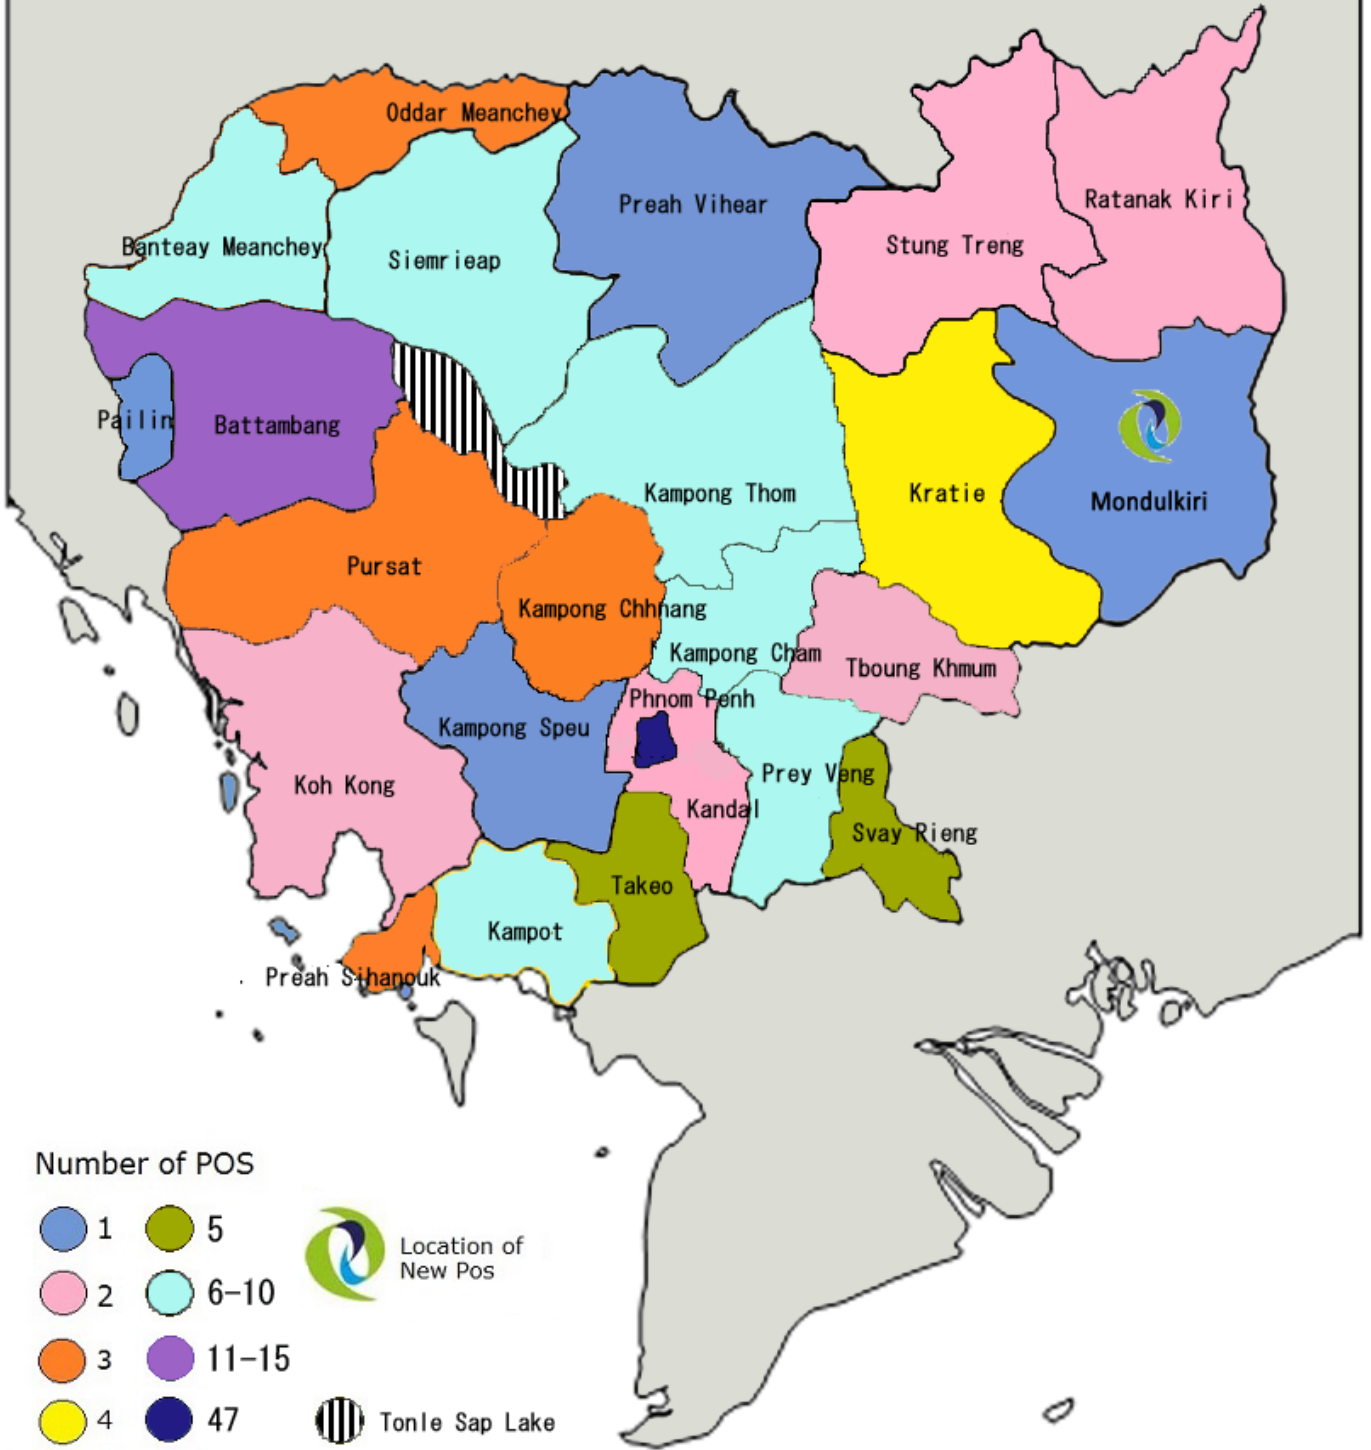 Oddar Meanchey
Preah Vihear
Ratanak Kiri
Banteay Meanchey
Siemrieap
Stung Treng
Pailin
Battambang
Kampong Thom
Kratie
Mondulkiri
Pursat
Kampong Chhnang
Kampong Cham
Tboung Khmum
Phnom Penh
Kampong Speu
Koh Kong
Prey Veng
Kandal
Svay Rieng
Takeo
Kampot
Preah Sihanouk
Number of POS
1
5
Location of
New Pos
2
6-10
3
11-15
4
47
Tonle Sap Lake